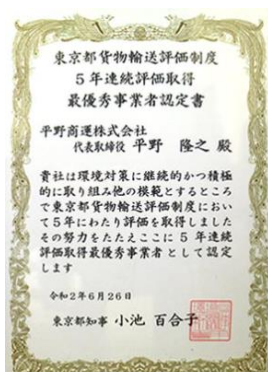 東京都貨物輸送評価制度
5年連続評価取得
最優秀事業者認定書
平野商運株式会社
代表取締役 平野 隆之 殿
貴社は環境対策に継続的かつ積極
的に取り組み他の模範とするところ
で東京都貨物輸送評価制度におい
て5年にわたり評価を取得しました
その努力をたたえここに 5 年連続
評価取得最優秀事業者 として認定
します
令和2年6月26日
東京都知事 小池 百合子